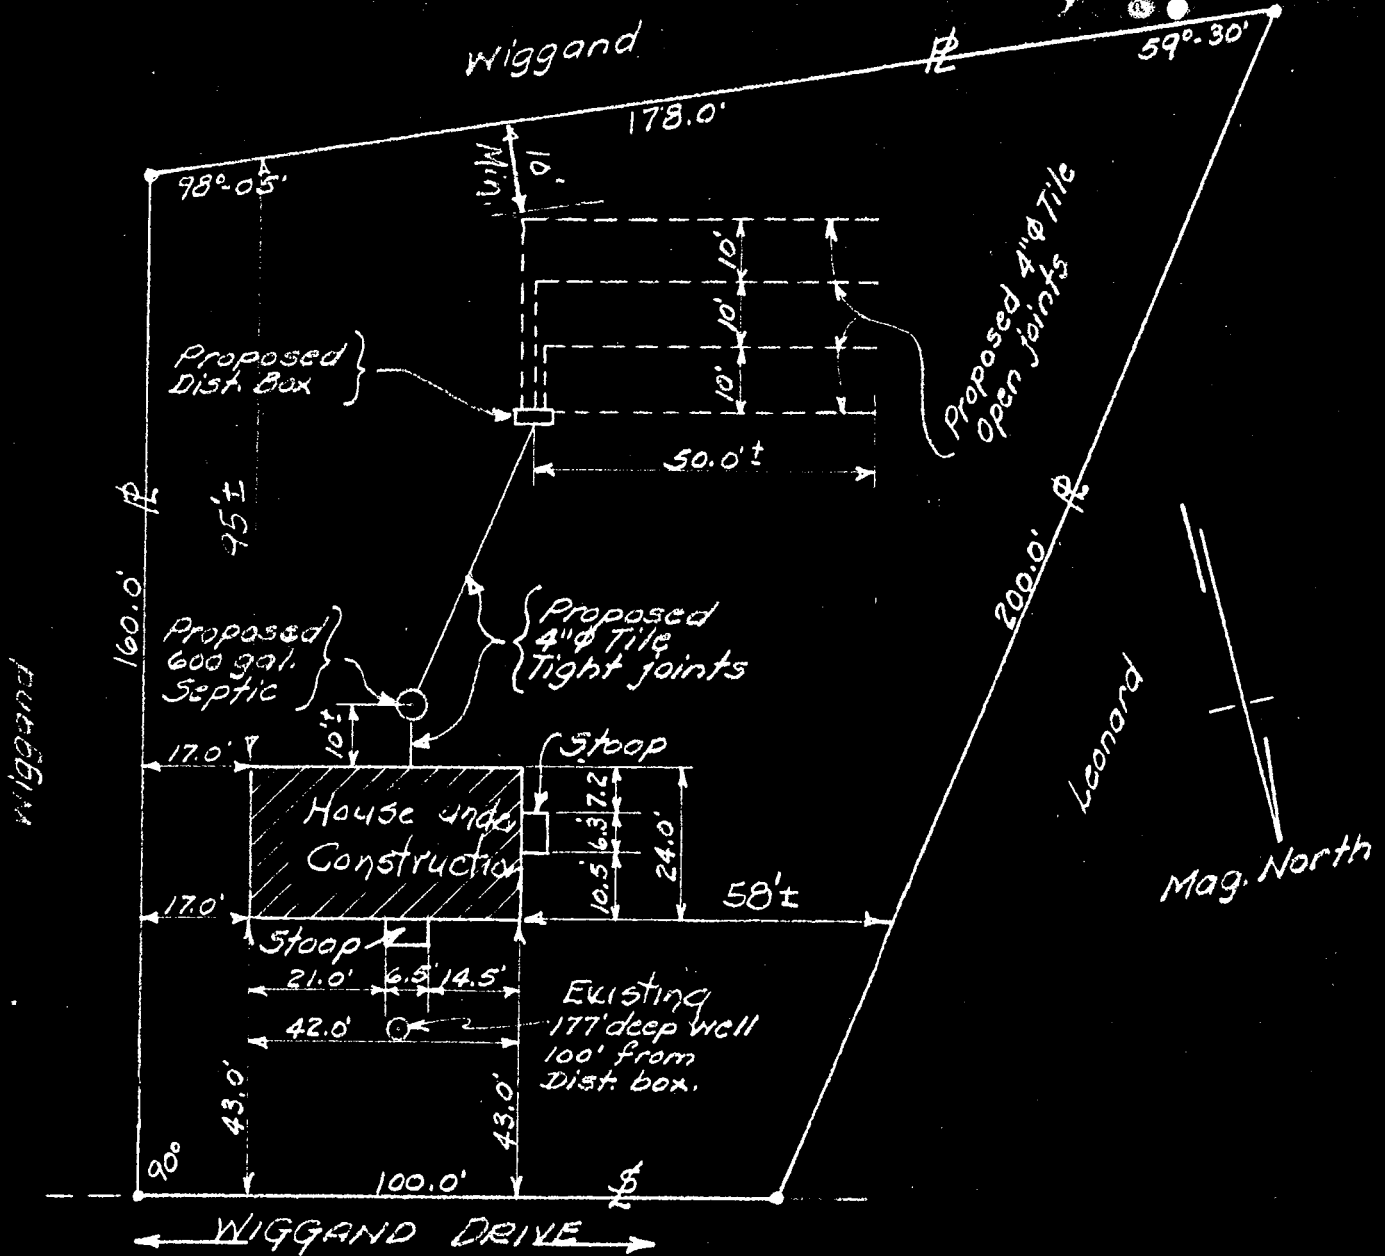 Wiggand
℄
59°-30'
178.0'
98°-05'
10'
Min.
10'
10'
10'
Proposed 4"ϕ Tile
Open joints
Proposed
Dist. Box
50.0'±
95'±
℄
160.0'
200.0'
Proposed
600 gal.
Septic
Proposed
4"ϕ Tile
Tight joints
10'±
Wiggand
Leonard
17.0'
Stoop
7.2'
6.3'
10.5'
24.0'
House unde
Construction
58'±
Mag. North
17.0'
Stoop
21.0'
6.5'
14.5'
42.0'
Existing
177' deep well
100' from
Dist. box.
43.0'
43.0'
90°
100.0'
WIGGAND DRIVE